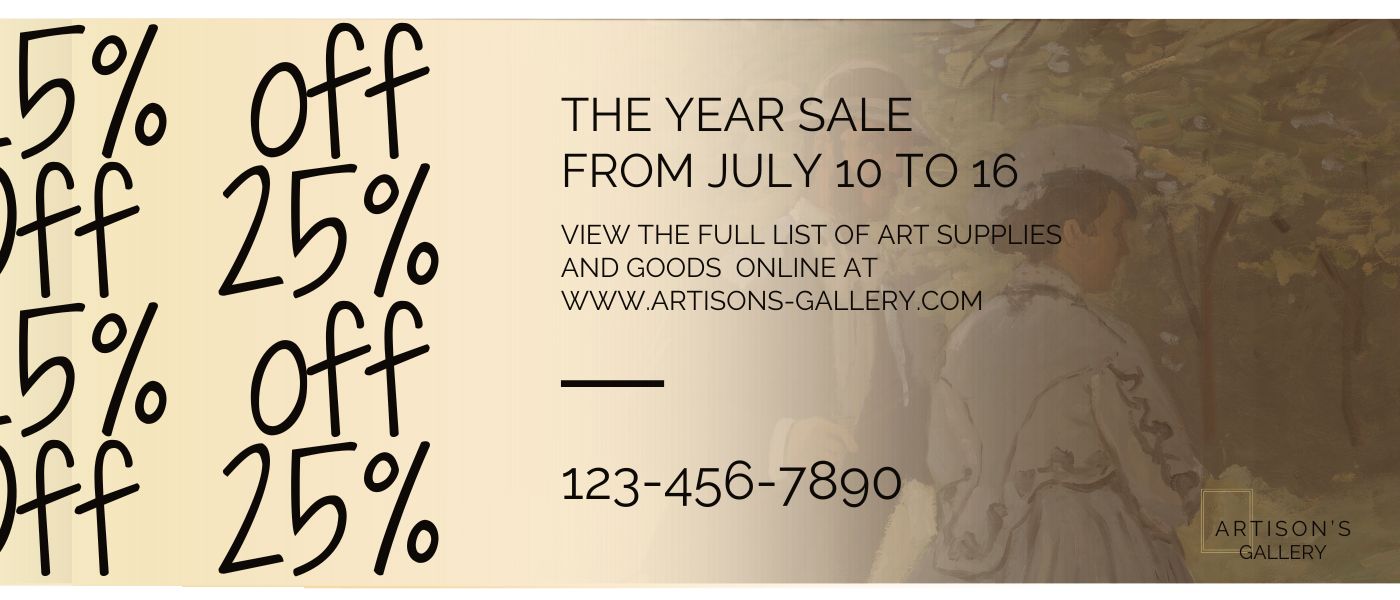 5% off
off 25%
5% off
off 25%
THE YEAR SALE
FROM JULY 10 TO 16
VIEW THE FULL LIST OF ART SUPPLIES
AND GOODS ONLINE AT
WWW.ARTISONS-GALLERY.COM
123-456-7890
ARTISON'S
GALLERY